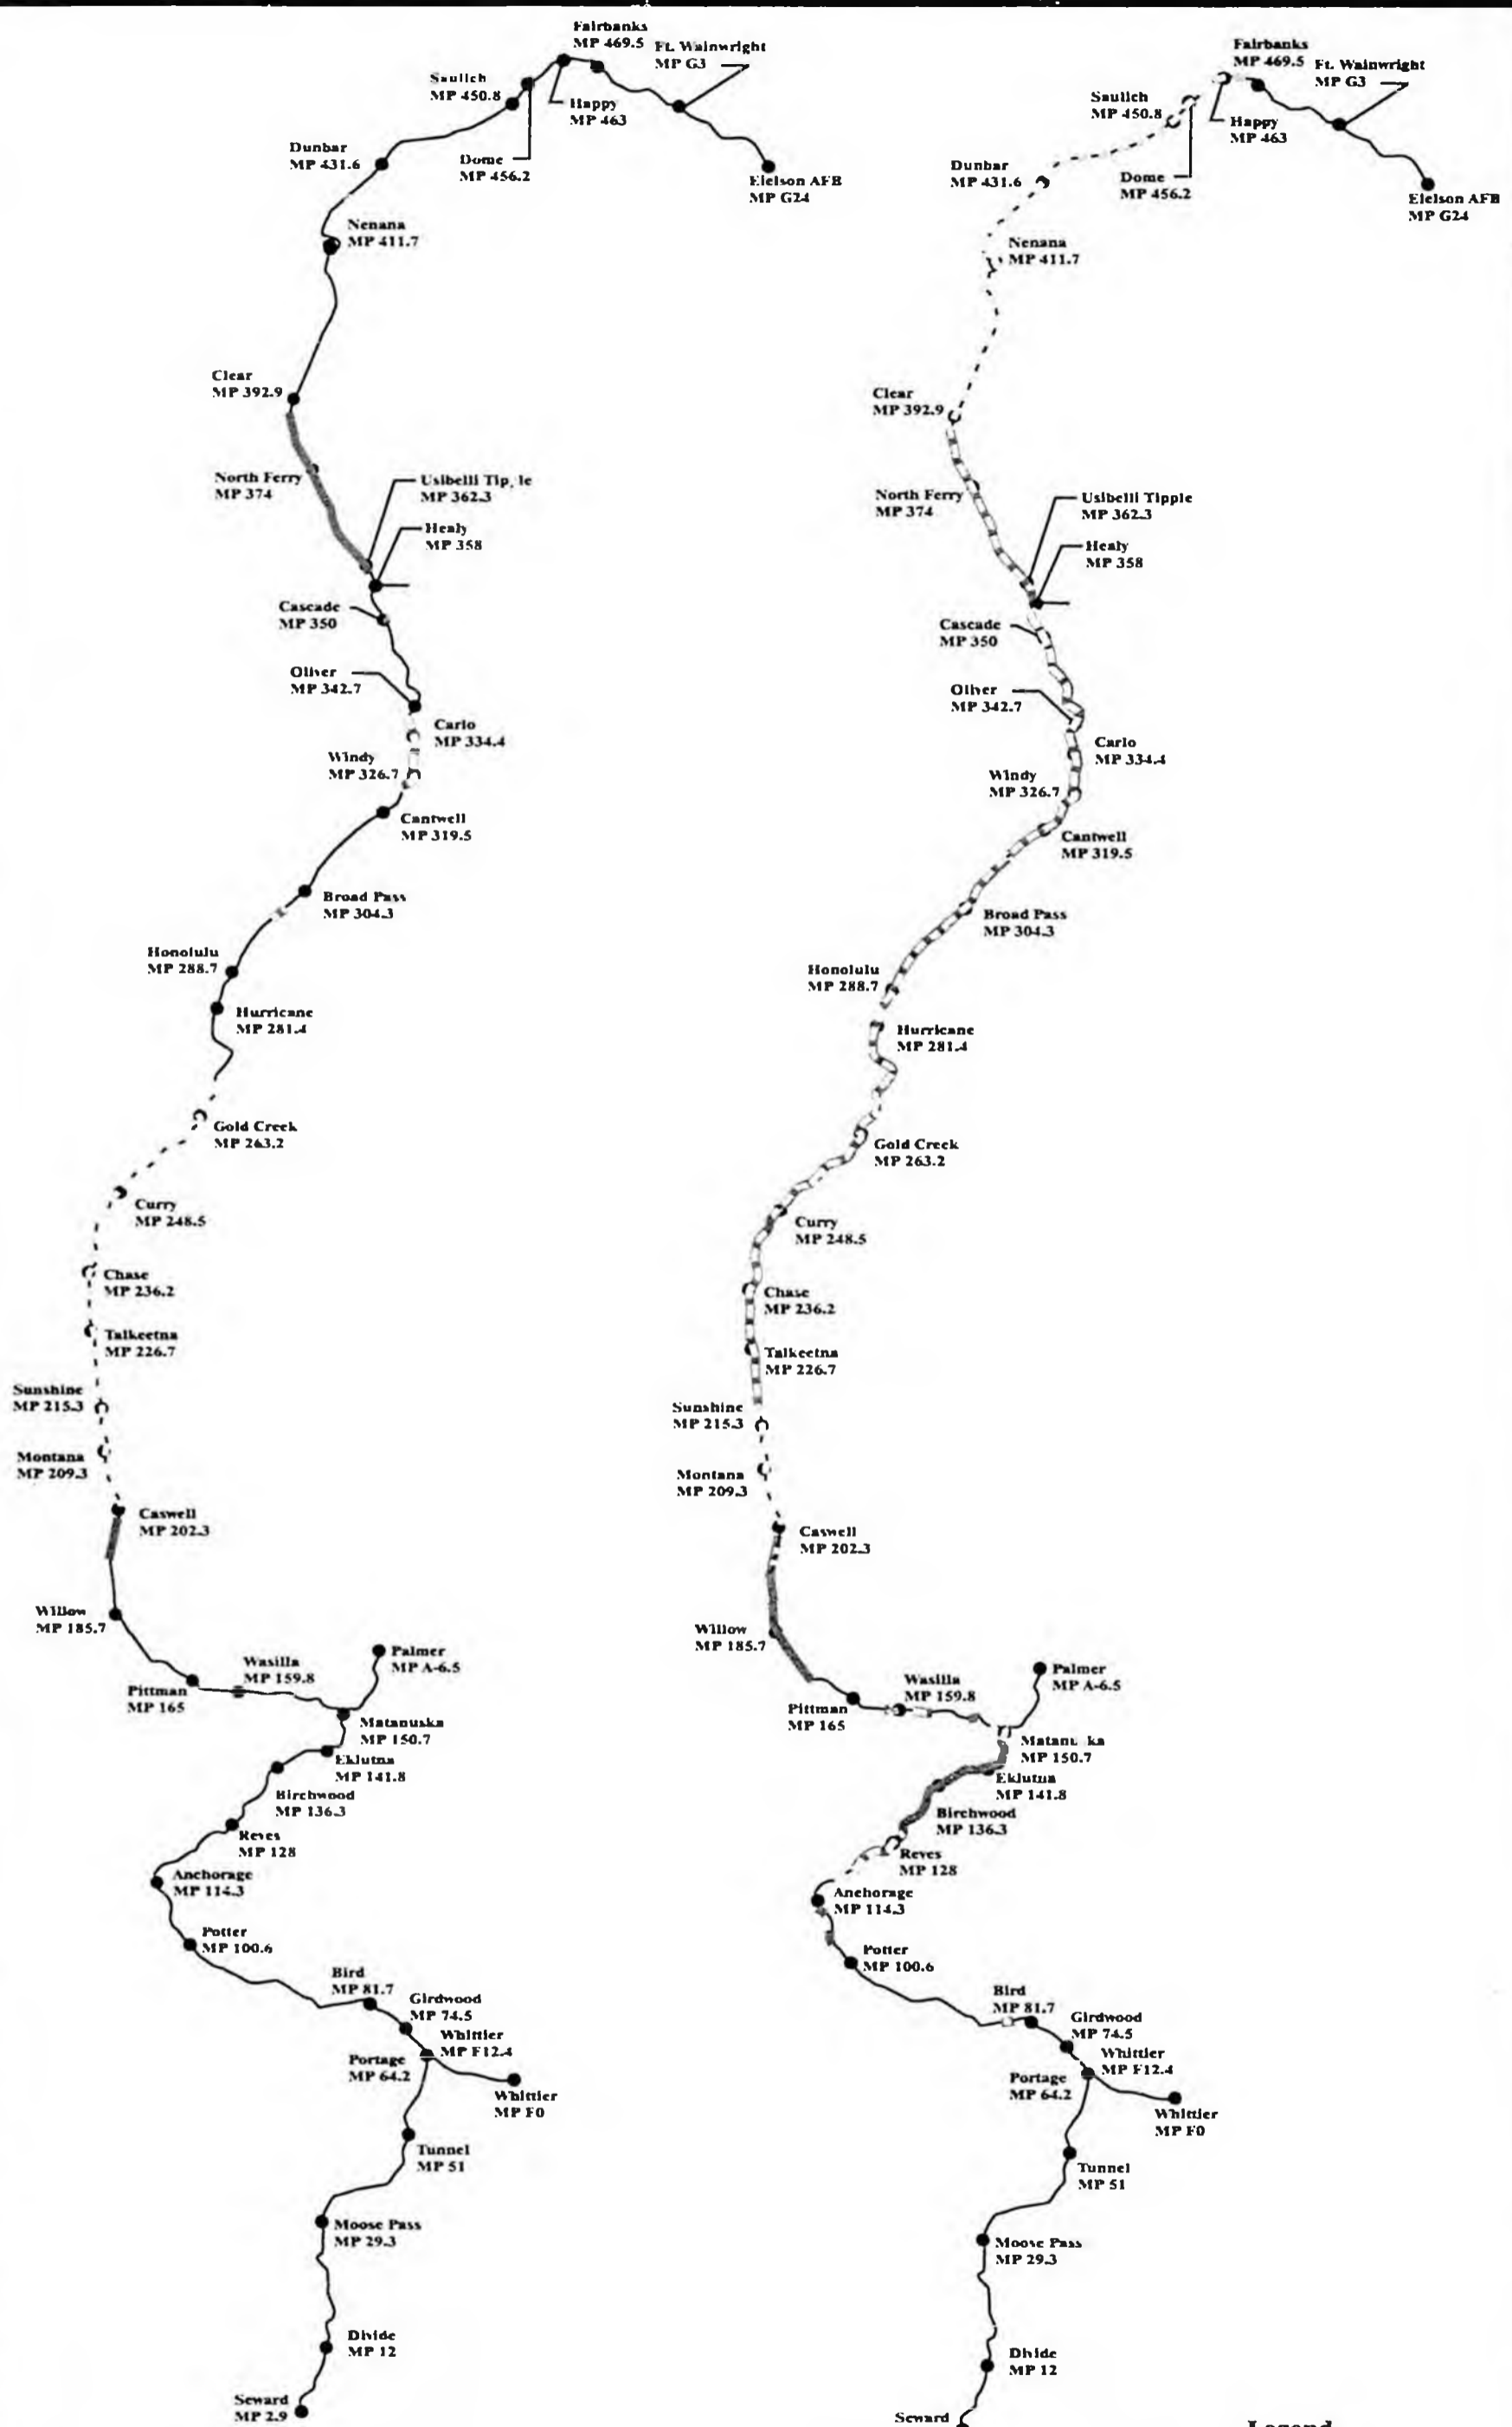 Fairbanks
MP 469.5
Ft. Wainwright
MP G3
Saulich
MP 450.8
Happy
MP 463
Dunbar
MP 431.6
Dome
MP 456.2
Eielson AFB
MP G24
Nenana
MP 411.7
Clear
MP 392.9
North Ferry
MP 374
Usibelli
MP 362.3
Healy
MP 358
Cascade
MP 350
Oliver
MP 342.7
Carlo
MP 334.4
Windy
MP 326.7
Cantwell
MP 319.5
Broad Pass
MP 304.3
Honolulu
MP 288.7
Hurricane
MP 281.4
Gold Creek
MP 263.2
Curry
MP 248.5
Chase
MP 236.2
Talkeetna
MP 226.7
Sunshine
MP 215.3
Montana
MP 209.3
Caswell
MP 202.3
Willow
MP 185.7
Wasilla
MP 159.8
Palmer
MP A-6.5
Pittman
MP 165
Matanuska
MP 150.7
Eklutna
MP 141.8
Birchwood
MP 136.3
Reves
MP 128
Anchorage
MP 114.3
Potter
MP 100.6
Bird
MP 81.7
Girdwood
MP 74.5
Whittier
MP F12.4
Portage
MP 64.2
Whittier
MP F0
Tunnel
MP 51
Moose Pass
MP 29.3
Divide
MP 12
Seward
MP 2.9
Fairbanks
MP 469.5
Ft. Wainwright
MP G3
Saulich
MP 450.8
Happy
MP 463
Dunbar
MP 431.6
Dome
MP 456.2
Eielson AFB
MP G24
Nenana
MP 411.7
Clear
MP 392.9
North Ferry
MP 374
Usibelli Tipple
MP 362.3
Healy
MP 358
Cascade
MP 350
Oliver
MP 342.7
Carlo
MP 334.4
Windy
MP 326.7
Cantwell
MP 319.5
Broad Pass
MP 304.3
Honolulu
MP 288.7
Hurricane
MP 281.4
Gold Creek
MP 263.2
Curry
MP 248.5
Chase
MP 236.2
Talkeetna
MP 226.7
Sunshine
MP 215.3
Montana
MP 209.3
Caswell
MP 202.3
Willow
MP 185.7
Wasilla
MP 159.8
Palmer
MP A-6.5
Pittman
MP 165
MP 150.7
Eklutna
MP 141.8
Birchwood
MP 136.3
Reves
MP 128
Anchorage
MP 114.3
Potter
MP 100.6
Bird
MP 81.7
Girdwood
MP 74.5
Whittier
MP F12.4
Portage
MP 64.2
Whittier
MP F0
Tunnel
MP 51
Moose Pass
MP 29.3
Divide
MP 12
Seward
Legend